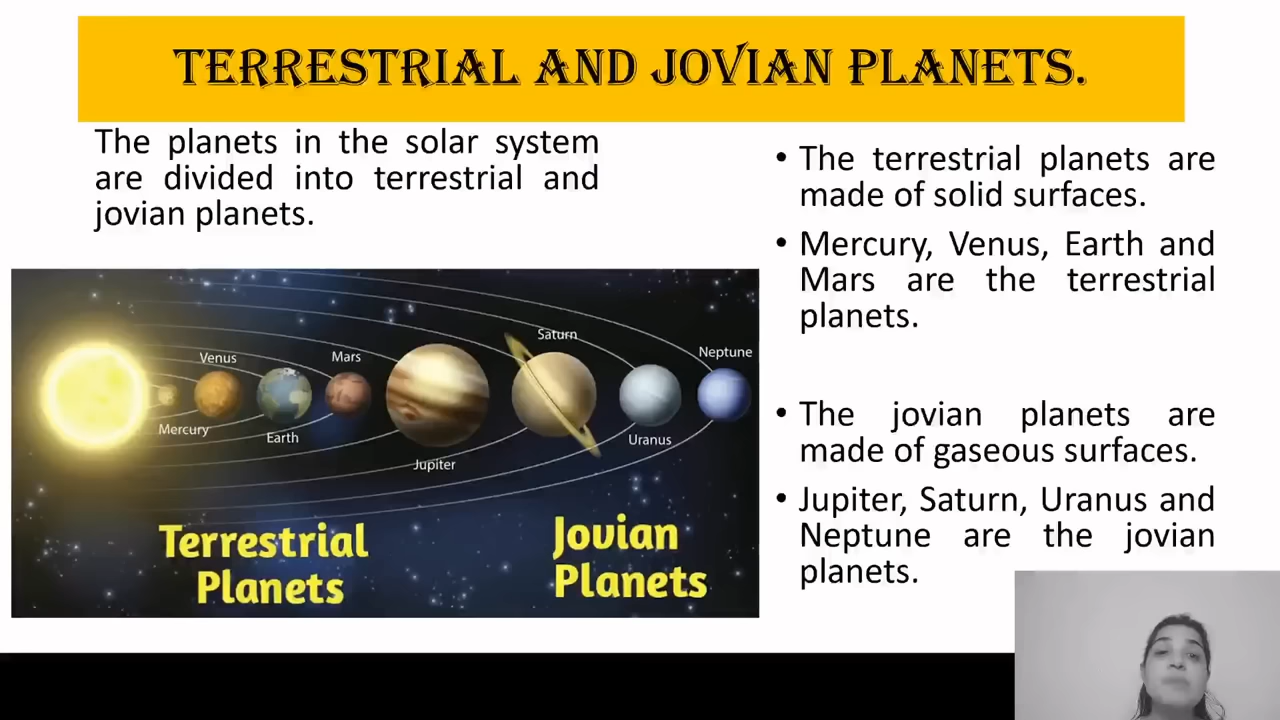 TERRESTRIAL AND JOVIAN PLANETS.
The planets in the solar system
are divided into terrestrial and
jovian planets.
Saturn
Venus
Mars
Neptune
Mercury
Earth
Uranus
Jupiter
Terrestrial
Planets
Jovian
Planets
• The terrestrial planets are
made of solid surfaces.
• Mercury, Venus, Earth and
Mars are the terrestrial
planets.
• The jovian planets are
made of gaseous surfaces.
• Jupiter, Saturn, Uranus and
Neptune are the jovian
planets.